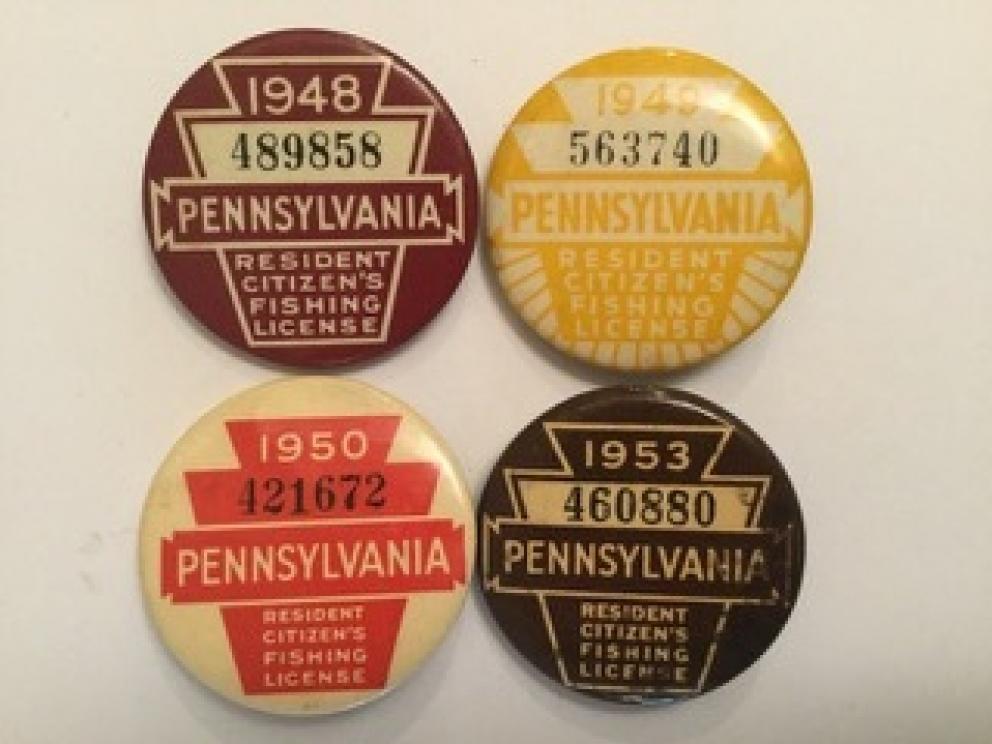 1948
489858
PENNSYLVANIA
RESIDENT
CITIZEN'S
FISHING
LICENSE
1949
563740
PENNSYLVANIA
RESIDENT
CITIZEN'S
FISHING
LICENSE
1950
421672
PENNSYLVANIA
RESIDENT
CITIZEN'S
FISHING
LICENSE
1953
460880
PENNSYLVANIA
RESIDENT
CITIZEN'S
FISHING
LICENSE